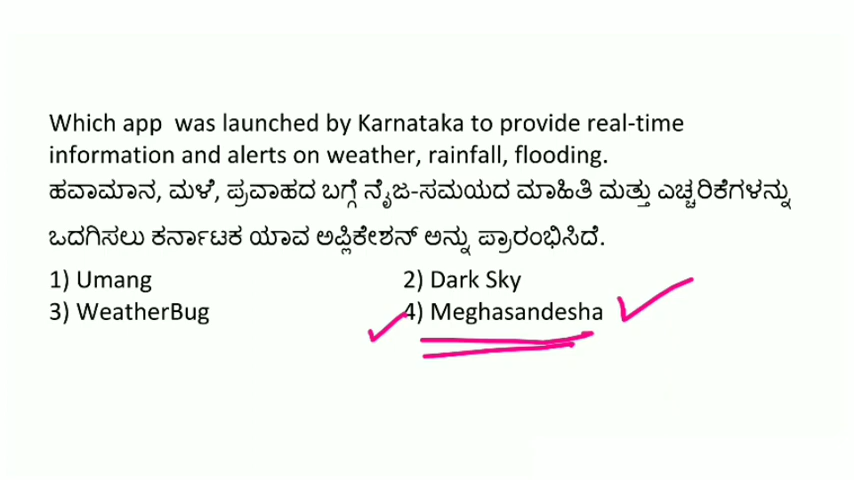 Which app was launched by Karnataka to provide real-time
information and alerts on weather, rainfall, flooding.
ಹವಾಮಾನ, ಮಳೆ, ಪ್ರವಾಹದ ಬಗ್ಗೆ ನೈಜ-ಸಮಯದ ಮಾಹಿತಿ ಮತ್ತು ಎಚ್ಚರಿಕೆಗಳನ್ನು
ಒದಗಿಸಲು ಕರ್ನಾಟಕ ಯಾವ ಅಪ್ಲಿಕೇಶನ್ ಅನ್ನು ಪ್ರಾರಂಭಿಸಿದೆ.
1) Umang 2) Dark Sky
3) WeatherBug 4) Meghasandesha